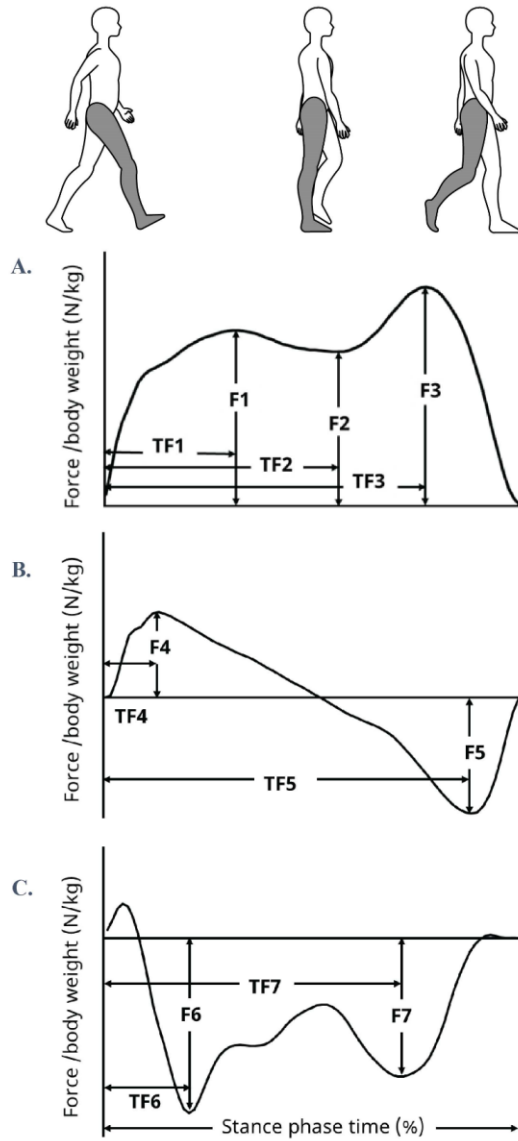 A.
Force /body weight (N/kg)
F1
F2
F3
TF1
TF2
TF3
B.
Force /body weight (N/kg)
F4
TF4
F5
TF5
C.
Force /body weight (N/kg)
TF7
F6
F7
TF6
Stance phase time (%)